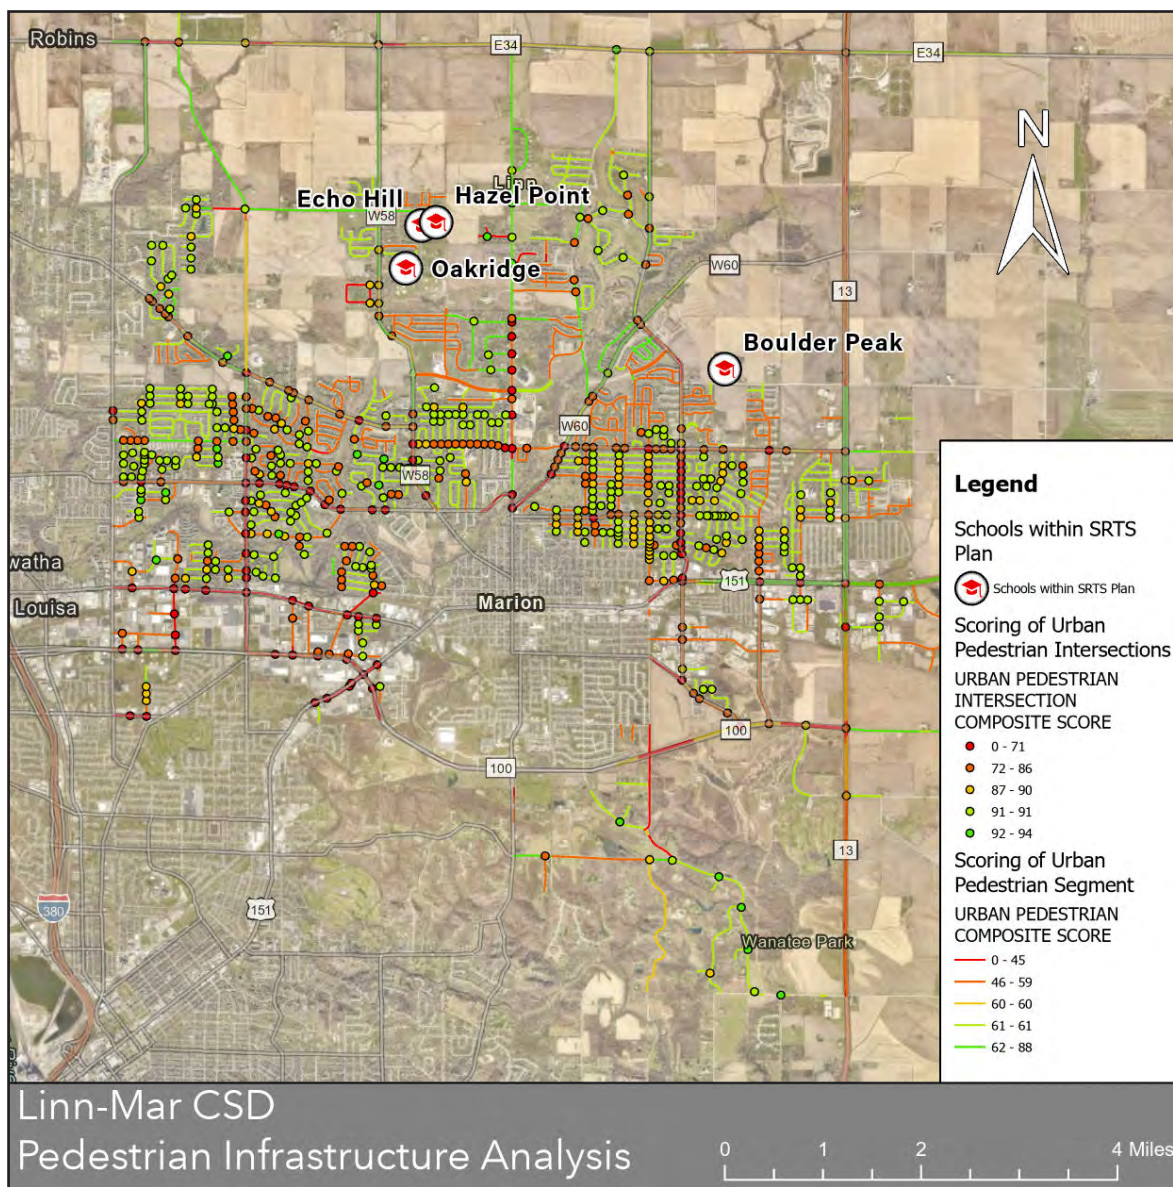 Robins
E34
E34
N
Linn
Echo Hill
Hazel Point
W58
Oakridge
W60
13
Boulder Peak
W60
W58
Legend
Schools within SRTS
Plan
Schools within SRTS Plan
Scoring of Urban
Pedestrian Intersections
URBAN PEDESTRIAN
INTERSECTION
COMPOSITE SCORE
0 - 71
72 - 86
87 - 90
91 - 91
92 - 94
Scoring of Urban
Pedestrian Segment
URBAN PEDESTRIAN
COMPOSITE SCORE
0 - 45
46 - 59
60 - 60
61 - 61
62 - 88
watha
151
Louisa
Marion
100
100
13
380
151
Wanatee Park
Linn-Mar CSD
Pedestrian Infrastructure Analysis
0 1 2 4 Miles